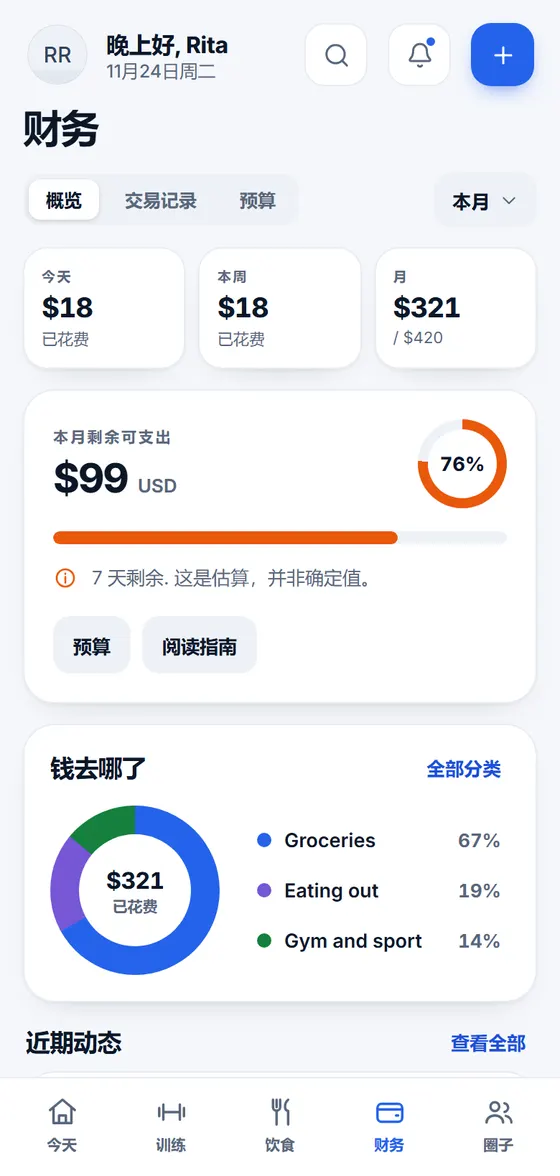 RR
晚上好, Rita
11月24日周二
财务
概览
交易记录
预算
本月
今天
$18
已花费
本周
$18
已花费
月
$321
/ $420
本月剩余可支出
$99 USD
76%
7 天剩余. 这是估算，并非确定值。
预算
阅读指南
钱去哪了
全部分类
$321
已花费
Groceries 67%
Eating out 19%
Gym and sport 14%
近期动态
查看全部
今天
训练
饮食
财务
圈子